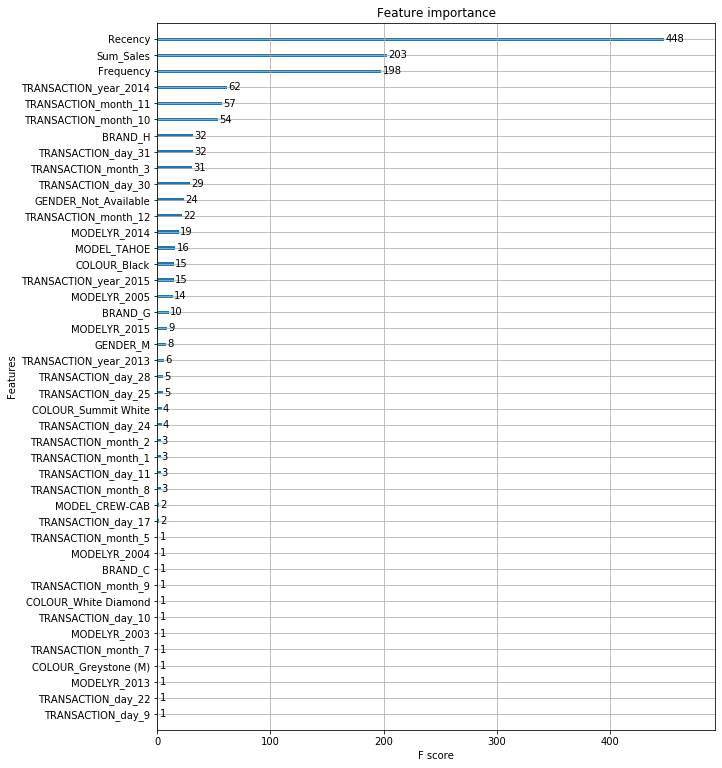 Feature importance
Recency 448
Sum_Sales 203
Frequency 198
TRANSACTION_year_2014 62
TRANSACTION_month_11 57
TRANSACTION_month_10 54
BRAND_H 32
TRANSACTION_day_31 32
TRANSACTION_month_3 31
TRANSACTION_day_30 29
GENDER_Not_Available 24
TRANSACTION_month_12 22
MODELYR_2014 19
MODEL_TAHOE 16
COLOUR_Black 15
TRANSACTION_year_2015 15
MODELYR_2005 14
BRAND_G 10
MODELYR_2015 9
GENDER_M 8
TRANSACTION_year_2013 6
TRANSACTION_day_28 5
TRANSACTION_day_25 5
COLOUR_Summit White 4
TRANSACTION_day_24 4
TRANSACTION_month_2 3
TRANSACTION_month_1 3
TRANSACTION_day_11 3
TRANSACTION_month_8 3
MODEL_CREW-CAB 2
TRANSACTION_day_17 2
TRANSACTION_month_5 1
MODELYR_2004 1
BRAND_C 1
TRANSACTION_month_9 1
COLOUR_White Diamond 1
TRANSACTION_day_10 1
MODELYR_2003 1
TRANSACTION_month_7 1
COLOUR_Greystone (M) 1
MODELYR_2013 1
TRANSACTION_day_22 1
TRANSACTION_day_9 1
Features
0 100 200 300 400
F score